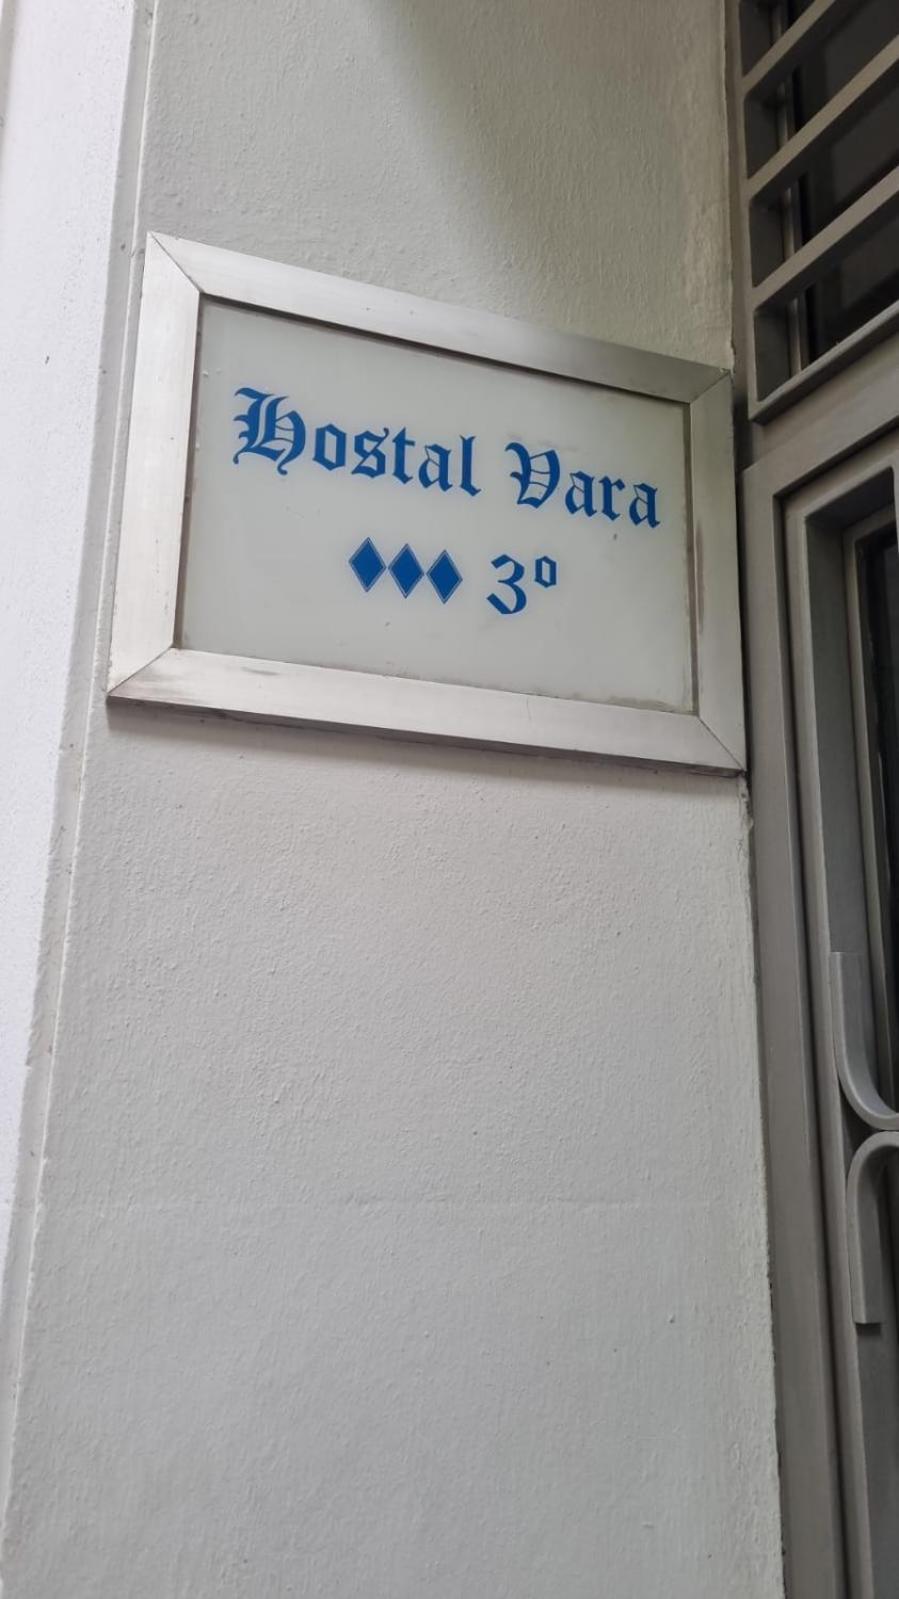 Hostal Vara
♦♦♦ 3º